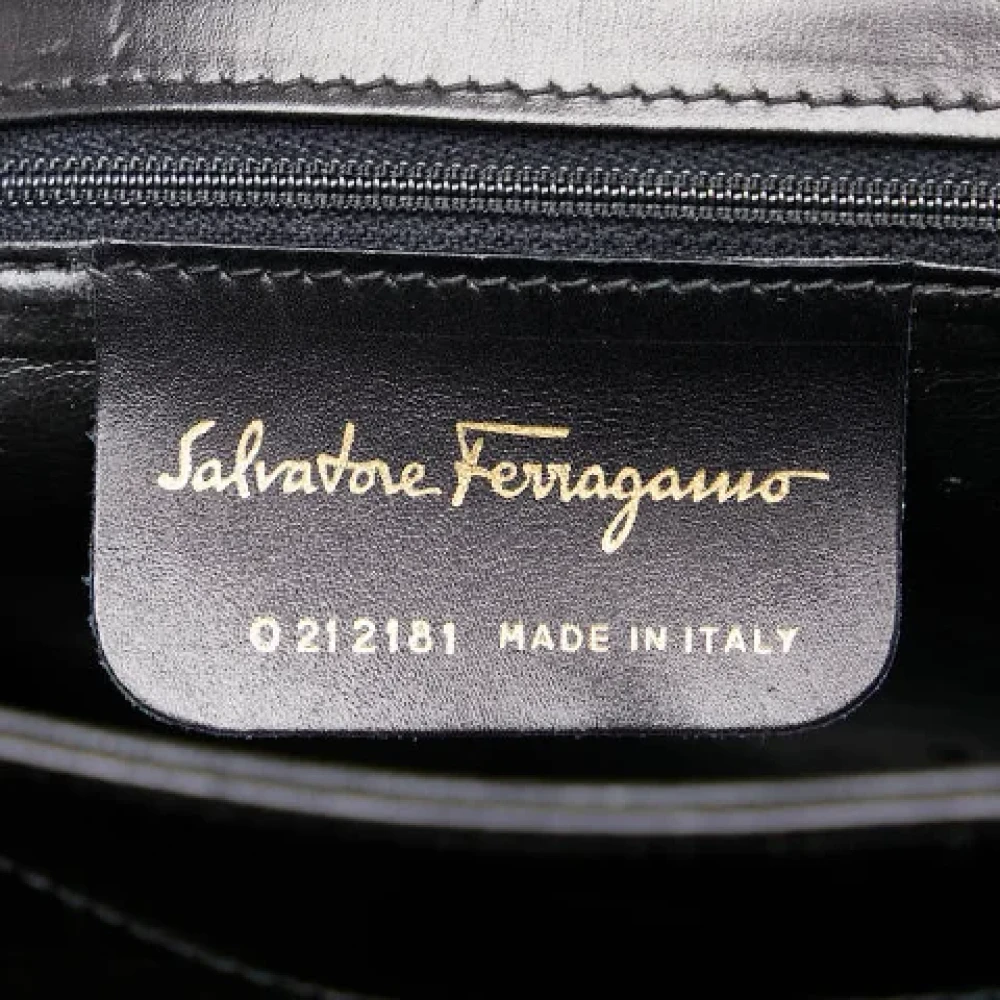 Salvatore Ferragamo
O 212181 MADE IN ITALY